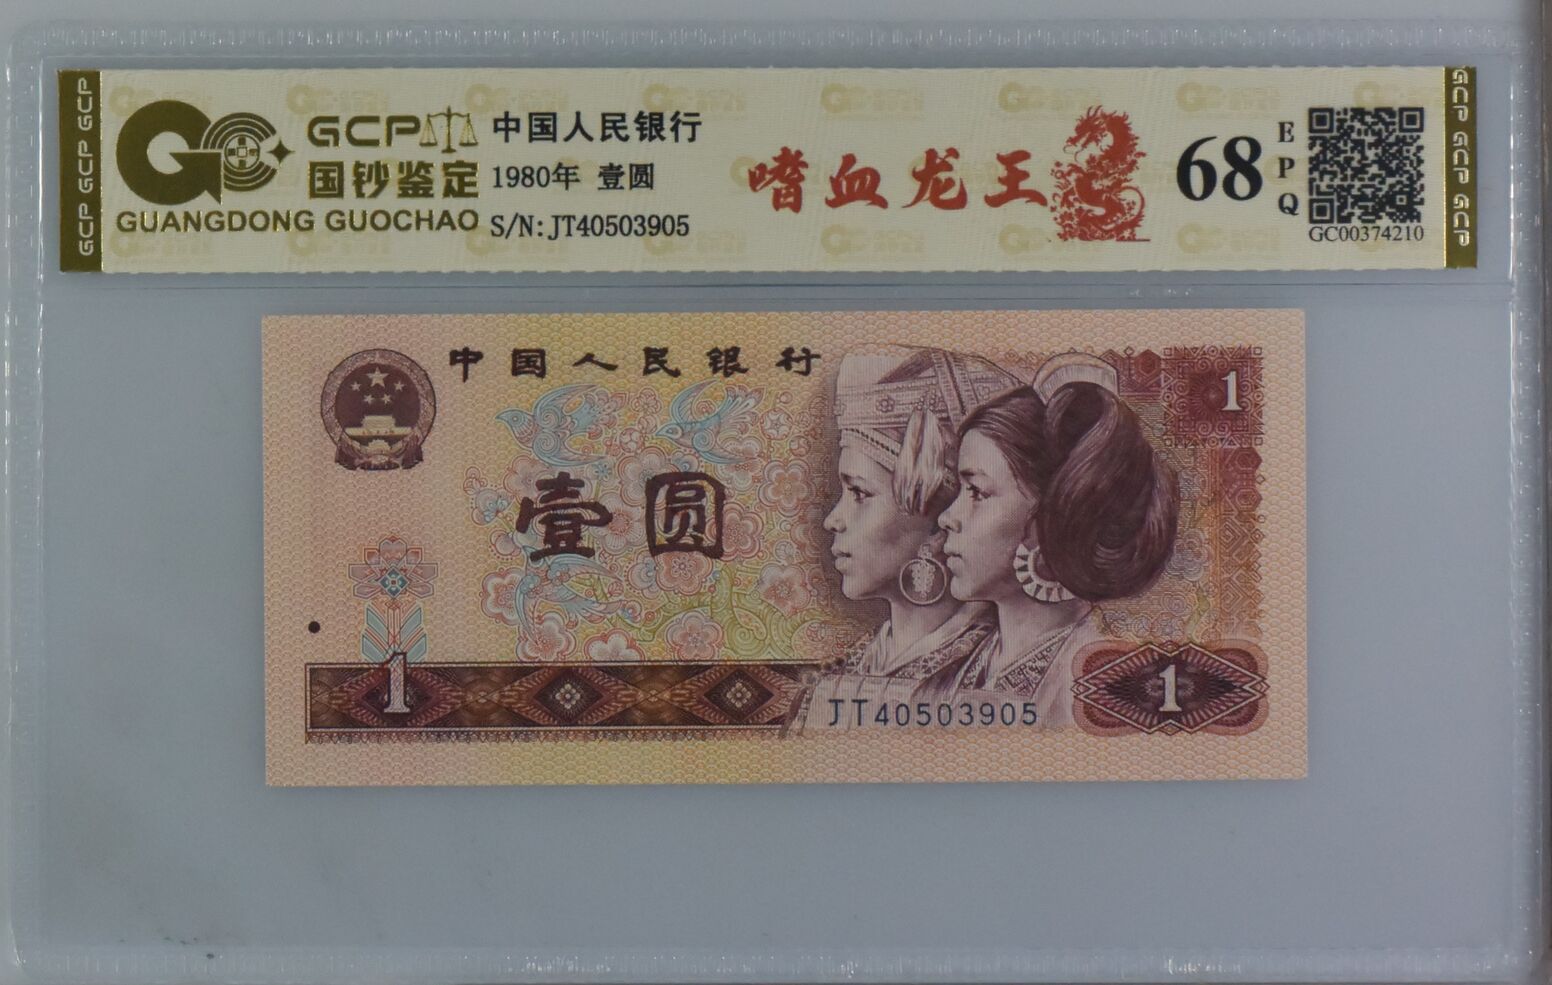 GCP GCP GCP
GCP
国钞鉴定
GUANGDONG GUOCHAO
中国人民银行
1980年 壹圆
S/N:JT40503905
嗜血龙王
68
EPQ
GC00374210
GCP GCP GCP
中国人民银行
1
壹圆
1
JT40503905
1